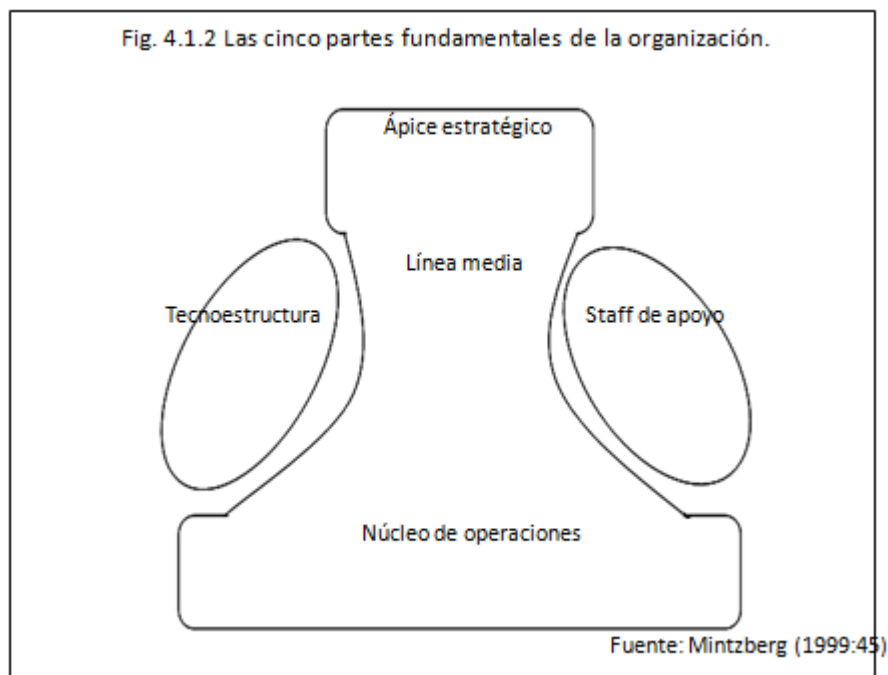 Fig. 4.1.2 Las cinco partes fundamentales de la organización.
Ápice estratégico
Línea media
Tecnoestructura
Staff de apoyo
Núcleo de operaciones
Fuente: Mintzberg (1999:45)